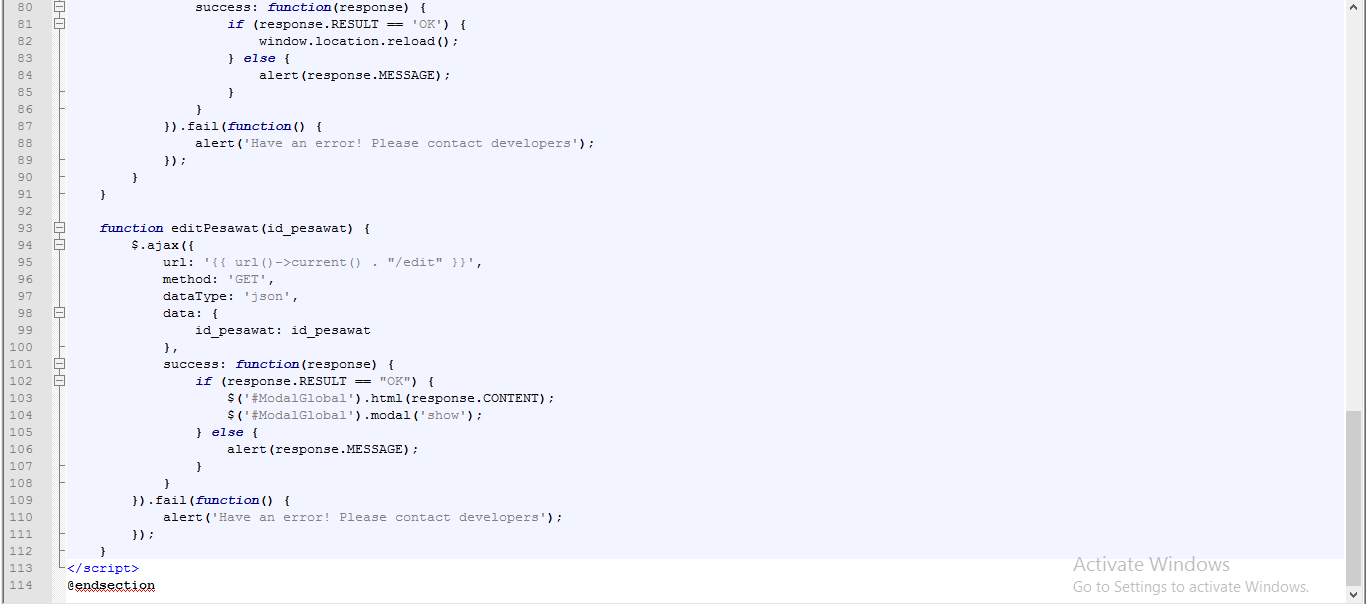 80                     success: function(response) {
81                         if (response.RESULT == 'OK') {
82                             window.location.reload();
83                         } else {
84                             alert(response.MESSAGE);
85                         }
86                     }
87                 }).fail(function() {
88                     alert('Have an error! Please contact developers');
89                 });
90             }
91         }
92
93         function editPesawat(id_pesawat) {
94             $.ajax({
95                 url: '{{ url()->current() . "/edit" }}',
96                 method: 'GET',
97                 dataType: 'json',
98                 data: {
99                     id_pesawat: id_pesawat
100                 },
101                 success: function(response) {
102                     if (response.RESULT == "OK") {
103                         $('#ModalGlobal').html(response.CONTENT);
104                         $('#ModalGlobal').modal('show');
105                     } else {
106                         alert(response.MESSAGE);
107                     }
108                 }
109             }).fail(function() {
110                 alert('Have an error! Please contact developers');
111             });
112         }
113     </script>
114     @endsection
Activate Windows
Go to Settings to activate Windows.